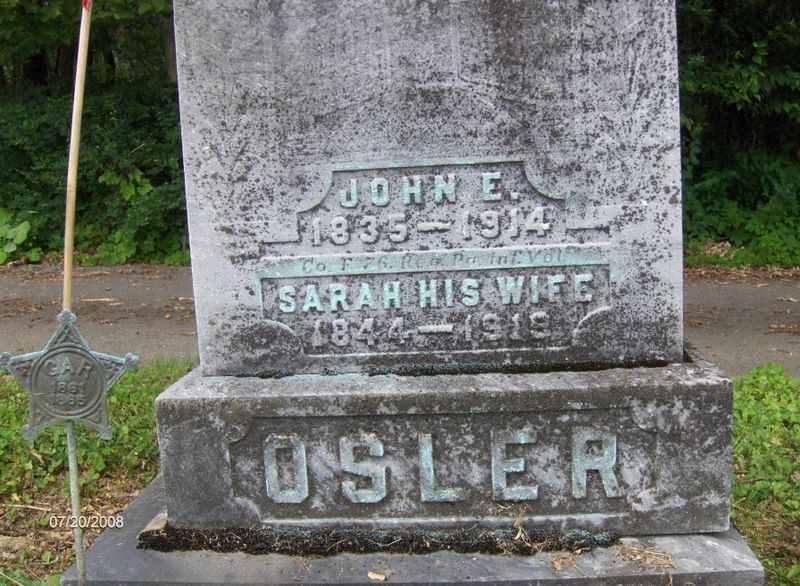 JOHN E.
1835—1914
Co. F. 76. Reg. Pa. Inf. Vol.
SARAH HIS WIFE
1844—1919
OSLER
GAR
1861
1865
07/20/2008